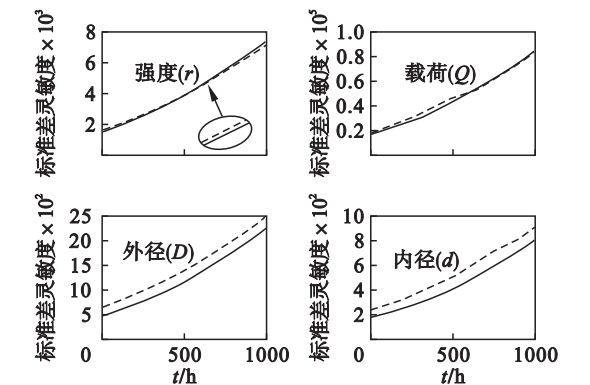 标准差灵敏度 × 10³
8
6
4
2
强度(r)
标准差灵敏度 × 10⁵
1.0
0.8
0.6
0.4
0.2
载荷(Q)
标准差灵敏度 × 10²
25
20
15
10
5
外径(D)
0 500 1000
t/h
标准差灵敏度 × 10²
10
8
6
4
2
内径(d)
0 500 1000
t/h